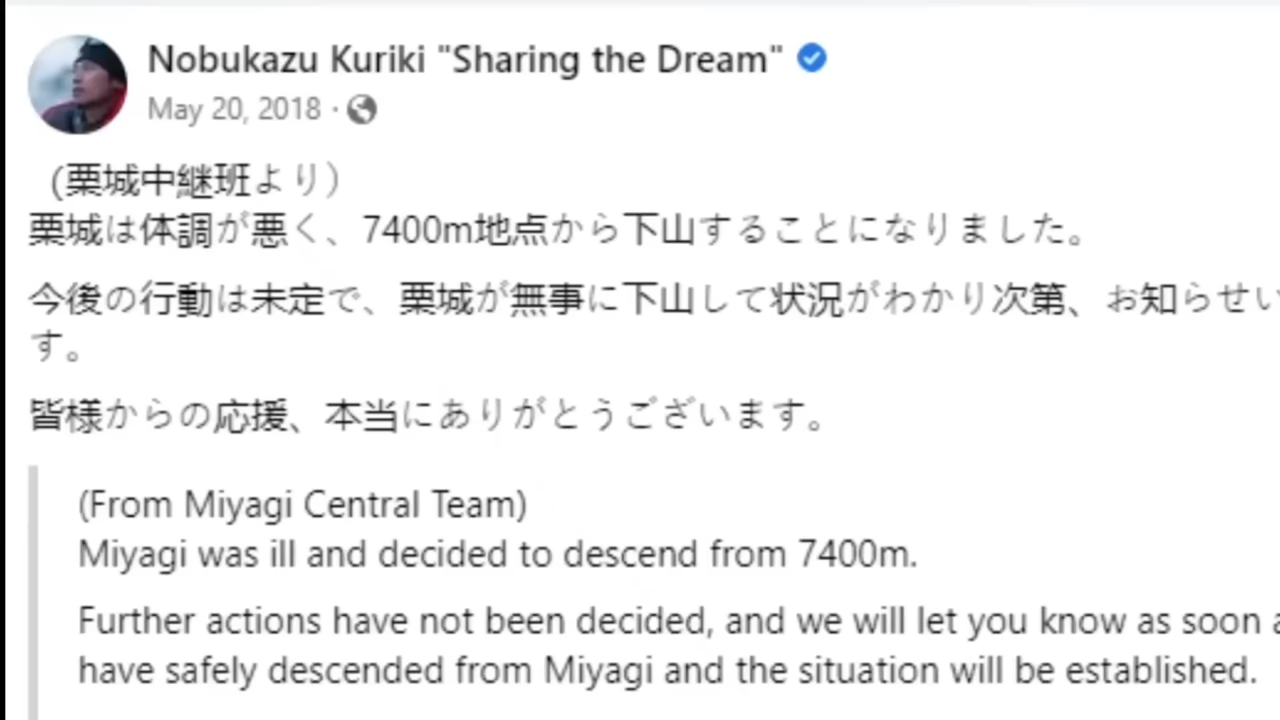 Nobukazu Kuriki "Sharing the Dream"
May 20, 2018 ·
（栗城中継班より）
栗城は体調が悪く、7400m地点から下山することになりました。
今後の行動は未定で、栗城が無事に下山して状況がわかり次第、お知らせい
す。
皆様からの応援、本当にありがとうございます。
(From Miyagi Central Team)
Miyagi was ill and decided to descend from 7400m.
Further actions have not been decided, and we will let you know as soon
have safely descended from Miyagi and the situation will be established.